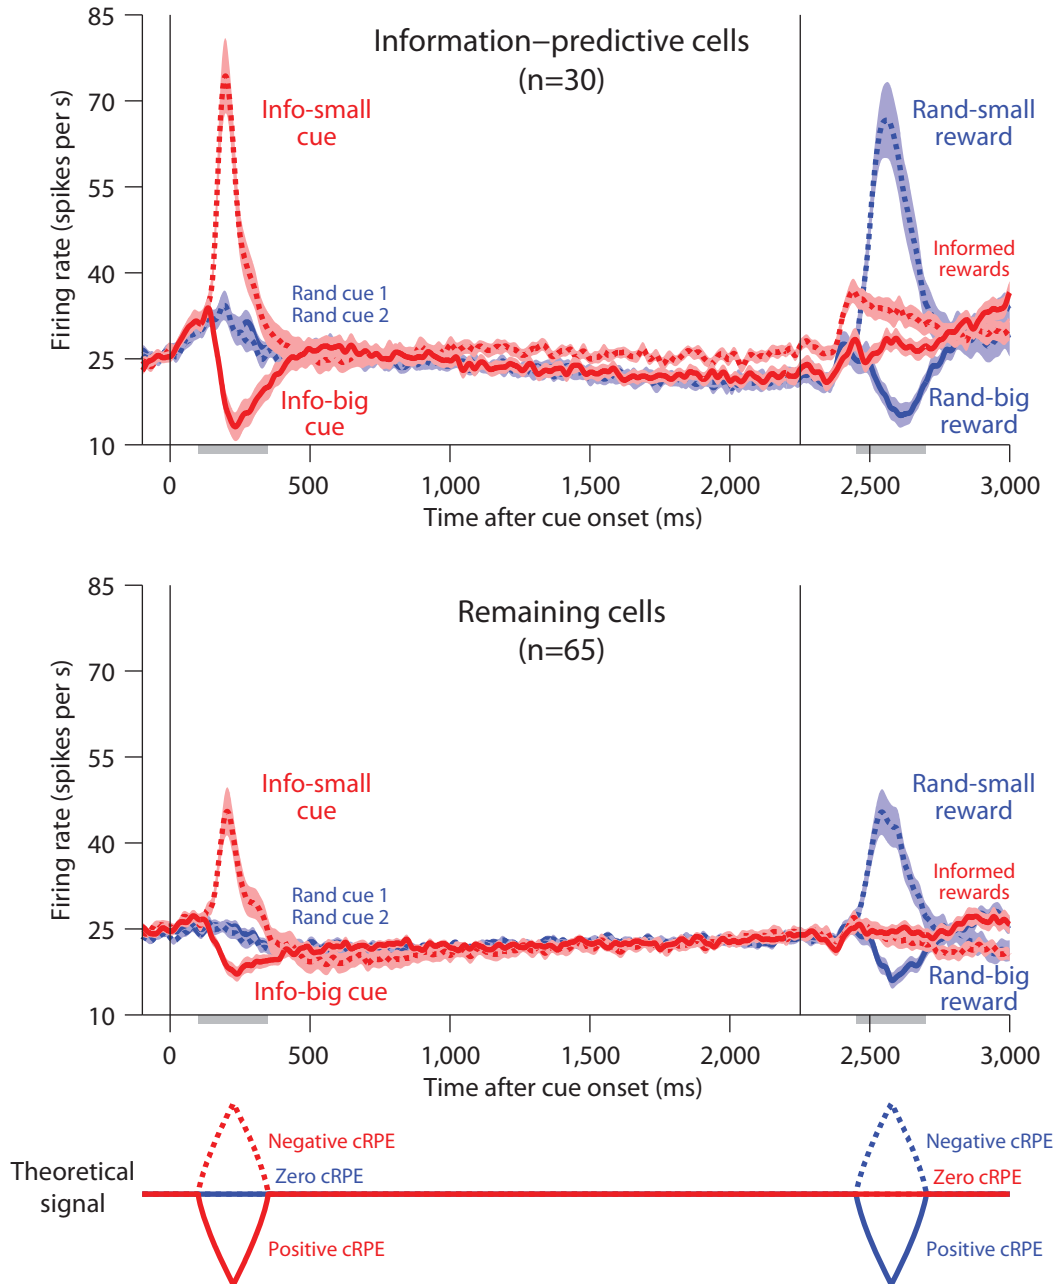 85
70
55
40
25
10
Firing rate (spikes per s)
Information–predictive cells
(n=30)
Info-small
cue
Rand-small
reward
Rand cue 1
Rand cue 2
Informed
rewards
Info-big
cue
Rand-big
reward
0
500
1,000
1,500
2,000
2,500
3,000
Time after cue onset (ms)
85
70
55
40
25
10
Firing rate (spikes per s)
Remaining cells
(n=65)
Info-small
cue
Rand-small
reward
Rand cue 1
Rand cue 2
Informed
rewards
Info-big cue
Rand-big
reward
0
500
1,000
1,500
2,000
2,500
3,000
Time after cue onset (ms)
Theoretical
signal
Negative cRPE
Zero cRPE
Positive cRPE
Negative cRPE
Zero cRPE
Positive cRPE